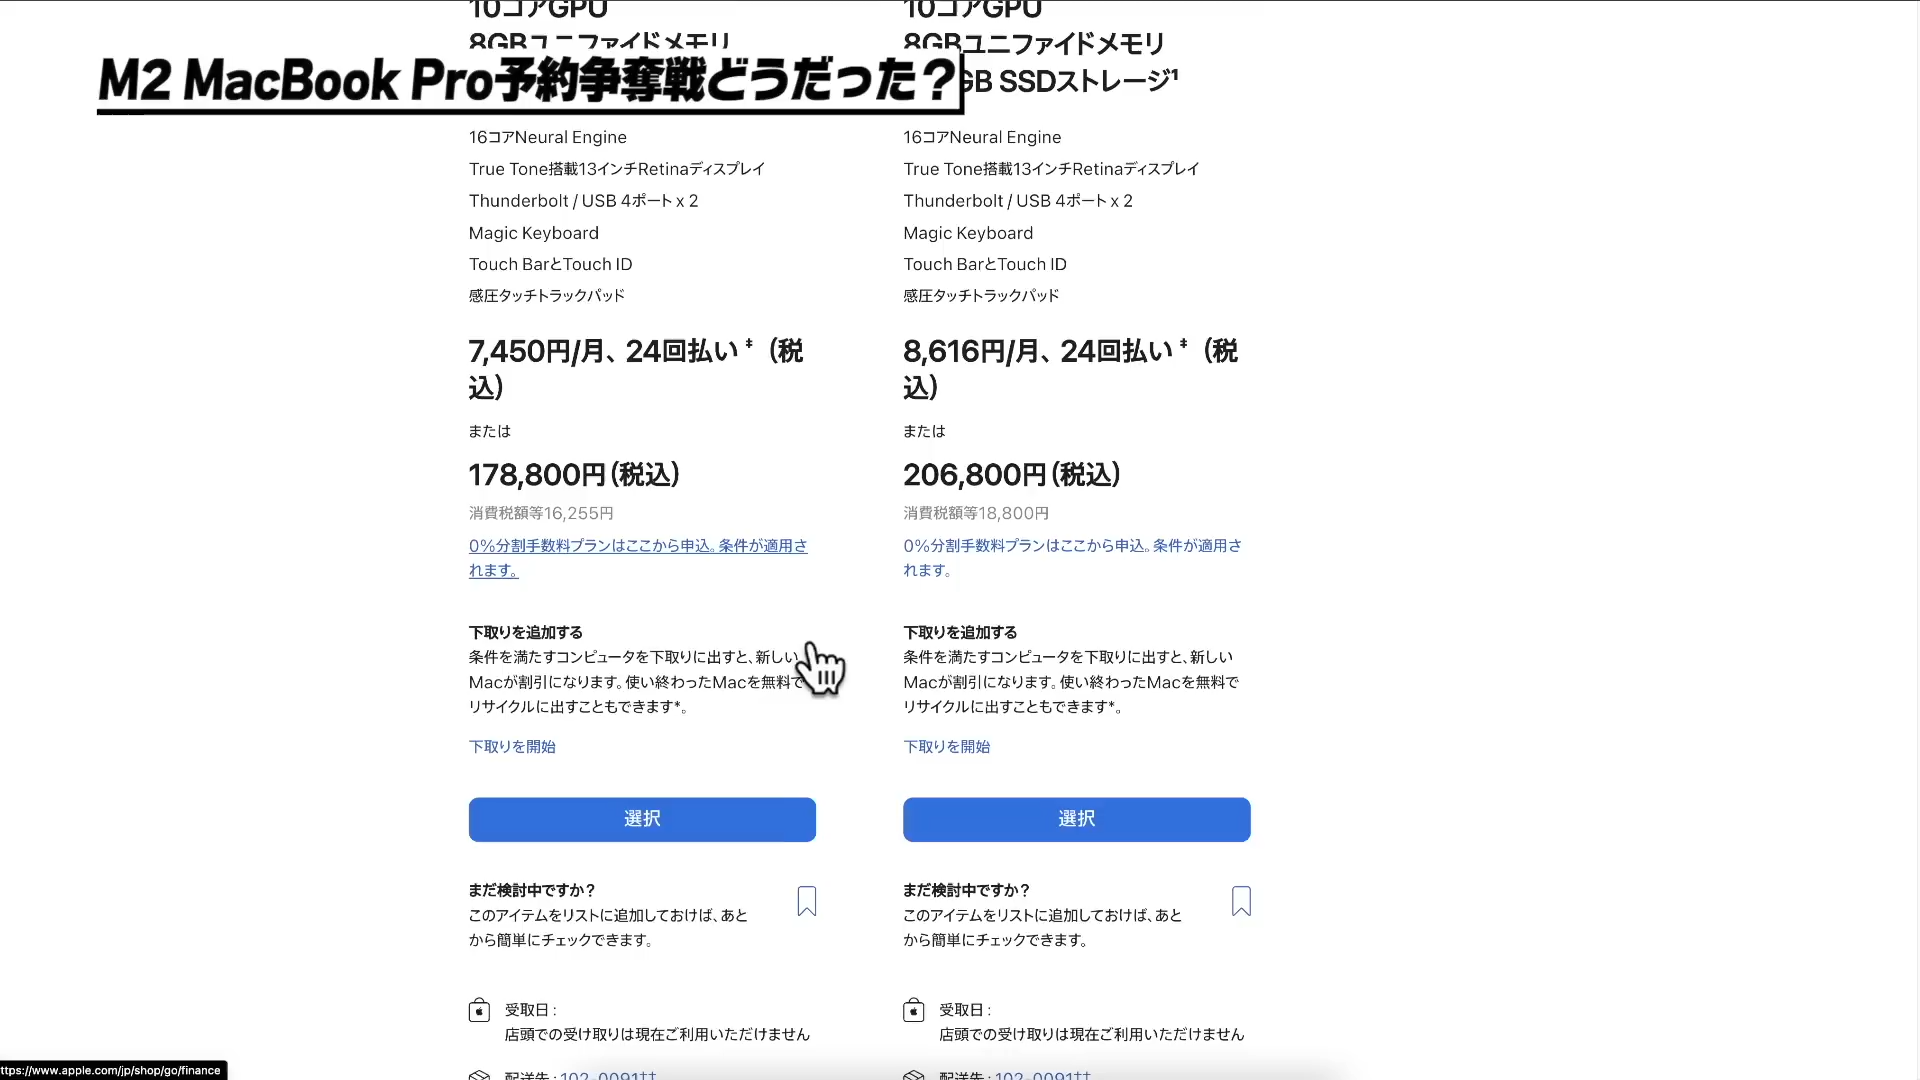 10コアGPU
8GBユニファイドメモリ
M2 MacBook Pro予約争奪戦どうだった？
16コアNeural Engine
True Tone搭載13インチRetinaディスプレイ
Thunderbolt / USB 4ポート x 2
Magic Keyboard
Touch BarとTouch ID
感圧タッチトラックパッド
7,450円/月、24回払い‡（税
込）
または
178,800円（税込）
消費税額等16,255円
0%分割手数料プランはここから申込。条件が適用さ
れます。
下取りを追加する
条件を満たすコンピュータを下取りに出すと、新しい
Macが割引になります。使い終わったMacを無料で
リサイクルに出すこともできます*。
下取りを開始
選択
まだ検討中ですか？
このアイテムをリストに追加しておけば、あと
から簡単にチェックできます。
受取日 :
店頭での受け取りは現在ご利用いただけません
配送先 : 102-0091‡‡
10コアGPU
8GBユニファイドメモリ
GB SSDストレージ¹
16コアNeural Engine
True Tone搭載13インチRetinaディスプレイ
Thunderbolt / USB 4ポート x 2
Magic Keyboard
Touch BarとTouch ID
感圧タッチトラックパッド
8,616円/月、24回払い‡（税
込）
または
206,800円（税込）
消費税額等18,800円
0%分割手数料プランはここから申込。条件が適用さ
れます。
下取りを追加する
条件を満たすコンピュータを下取りに出すと、新しい
Macが割引になります。使い終わったMacを無料で
リサイクルに出すこともできます*。
下取りを開始
選択
まだ検討中ですか？
このアイテムをリストに追加しておけば、あと
から簡単にチェックできます。
受取日 :
店頭での受け取りは現在ご利用いただけません
配送先 : 102-0091‡‡
ttps://www.apple.com/jp/shop/go/finance